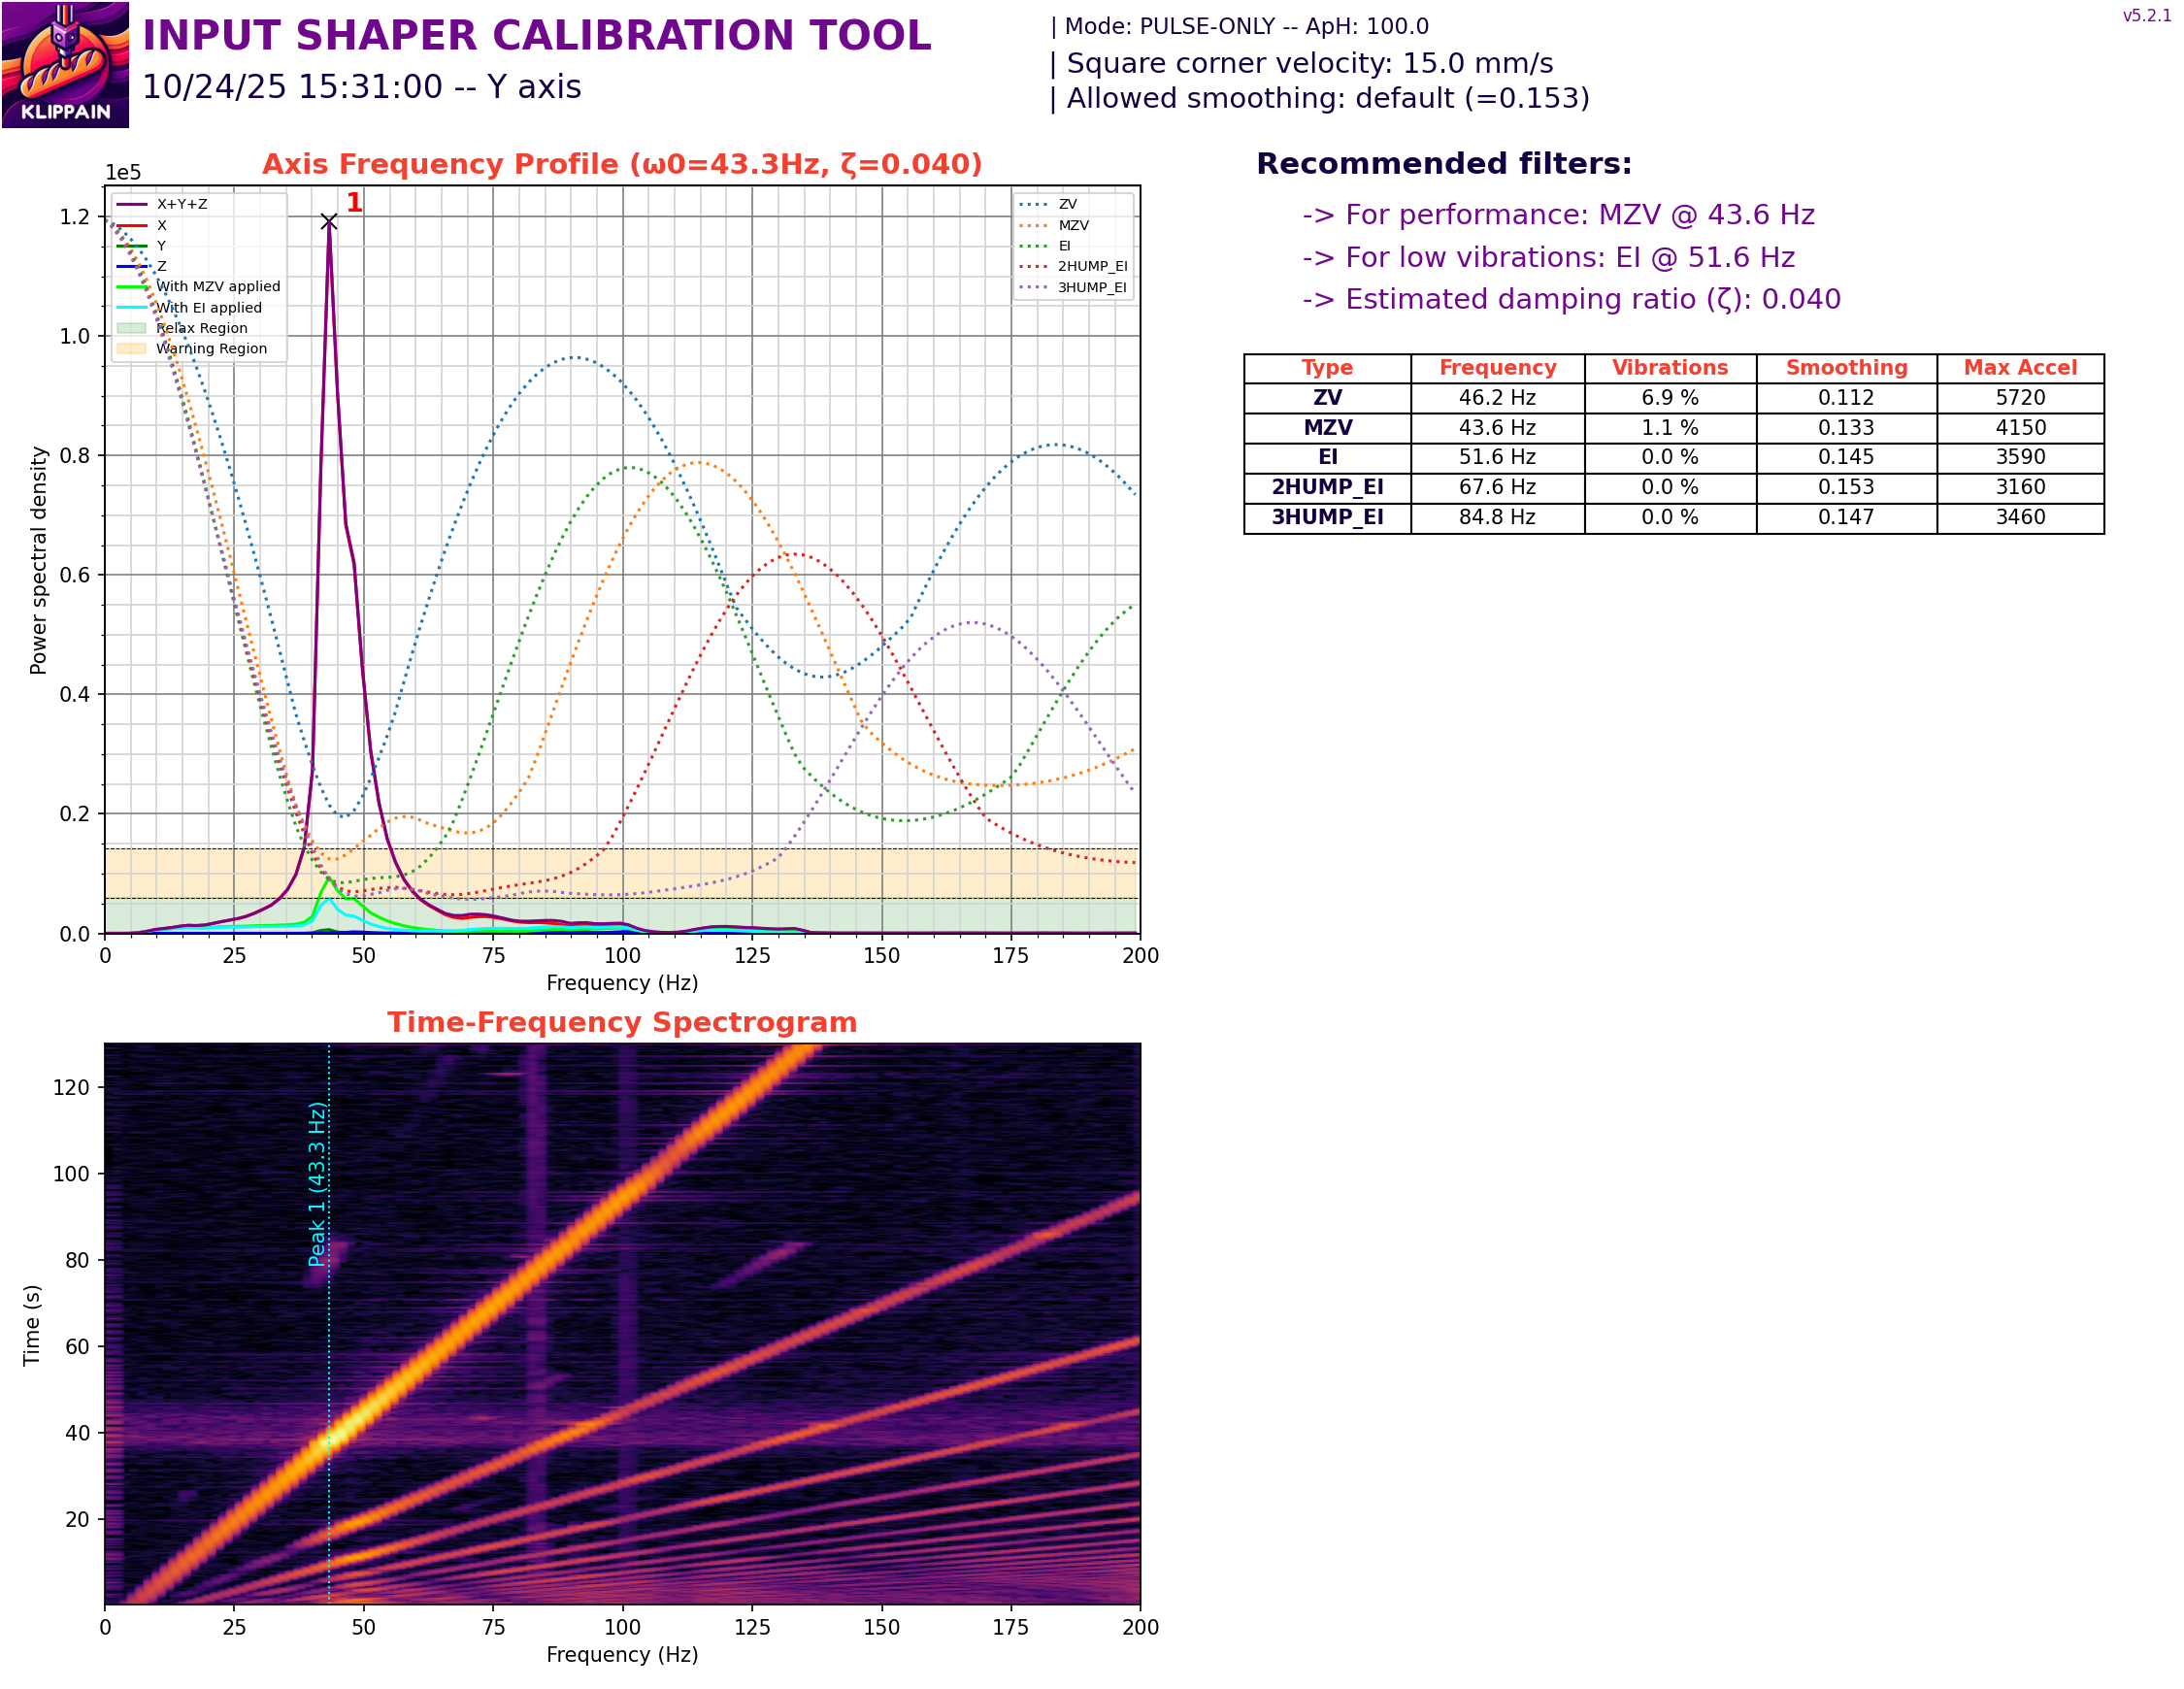 KLIPPAIN
INPUT SHAPER CALIBRATION TOOL
10/24/25 15:31:00 -- Y axis
| Mode: PULSE-ONLY -- ApH: 100.0
| Square corner velocity: 15.0 mm/s
| Allowed smoothing: default (=0.153)
v5.2.1
Axis Frequency Profile (ω0=43.3Hz, ζ=0.040)
1e5
1
X+Y+Z
X
Y
Z
With MZV applied
With EI applied
Relax Region
Warning Region
ZV
MZV
EI
2HUMP_EI
3HUMP_EI
Power spectral density
1.2
1.0
0.8
0.6
0.4
0.2
0.0
0 25 50 75 100 125 150 175 200
Frequency (Hz)
Recommended filters:
-> For performance: MZV @ 43.6 Hz
-> For low vibrations: EI @ 51.6 Hz
-> Estimated damping ratio (ζ): 0.040
Type Frequency Vibrations Smoothing Max Accel
ZV 46.2 Hz 6.9 % 0.112 5720
MZV 43.6 Hz 1.1 % 0.133 4150
EI 51.6 Hz 0.0 % 0.145 3590
2HUMP_EI 67.6 Hz 0.0 % 0.153 3160
3HUMP_EI 84.8 Hz 0.0 % 0.147 3460
Time-Frequency Spectrogram
Peak 1 (43.3 Hz)
Time (s)
120
100
80
60
40
20
0 25 50 75 100 125 150 175 200
Frequency (Hz)